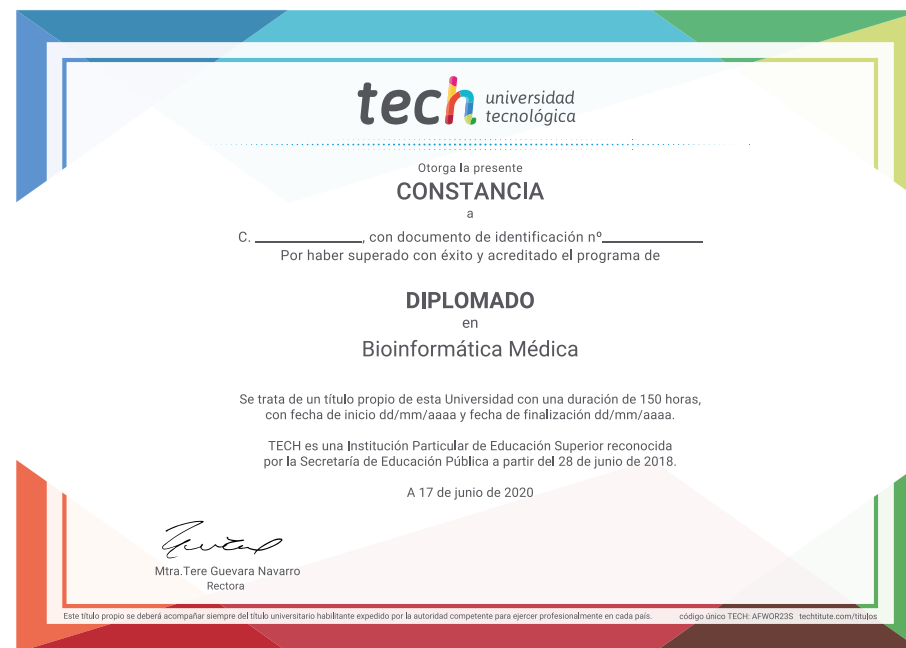 tech universidad
tecnológica
Otorga la presente
CONSTANCIA
a
C. ____________, con documento de identificación nº____________
Por haber superado con éxito y acreditado el programa de
DIPLOMADO
en
Bioinformática Médica
Se trata de un título propio de esta Universidad con una duración de 150 horas,
con fecha de inicio dd/mm/aaaa y fecha de finalización dd/mm/aaaa.
TECH es una Institución Particular de Educación Superior reconocida
por la Secretaría de Educación Pública a partir del 28 de junio de 2018.
A 17 de junio de 2020
Mtra.Tere Guevara Navarro
Rectora
Este título propio se deberá acompañar siempre del título universitario habilitante expedido por la autoridad competente para ejercer profesionalmente en cada país. código único TECH: AFWOR23S techtitute.com/titulos